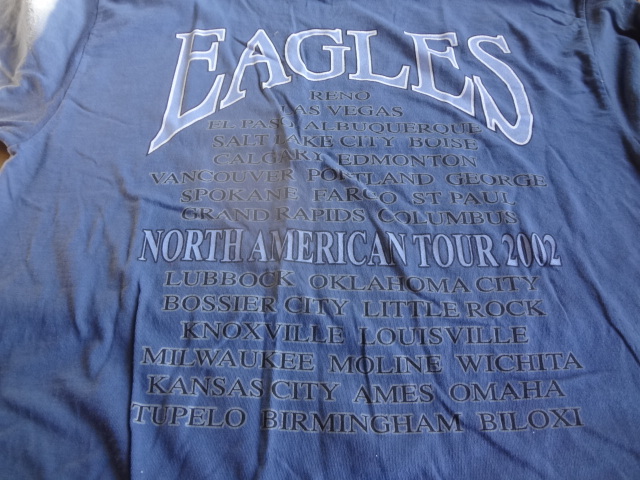 EAGLES
RENO
LAS VEGAS
EL PASO ALBUQUERQUE
SALT LAKE CITY BOISE
CALGARY EDMONTON
VANCOUVER PORTLAND GEORGE
SPOKANE FARGO ST PAUL
GRAND RAPIDS COLUMBUS
NORTH AMERICAN TOUR 2002
LUBBOCK OKLAHOMA CITY
BOSSIER CITY LITTLE ROCK
KNOXVILLE LOUISVILLE
MILWAUKEE MOLINE WICHITA
KANSAS CITY AMES OMAHA
TUPELO BIRMINGHAM BILOXI